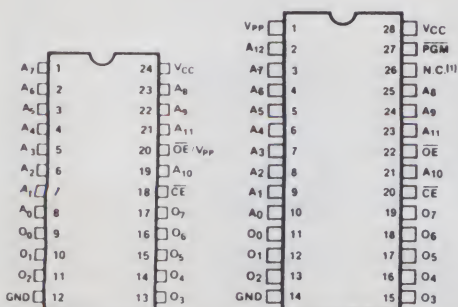 A7 1 24 VCC
A6 2 23 A8
A5 3 22 A9
A4 4 21 A11
A3 5 20 OE/VPP
A2 6 19 A10
A1 7 18 CE
A0 8 17 O7
O0 9 16 O6
O1 10 15 O5
O2 11 14 O4
GND 12 13 O3
VPP 1 28 VCC
A12 2 27 PGM
A7 3 26 N.C.(1)
A6 4 25 A8
A5 5 24 A9
A4 6 23 A11
A3 7 22 OE
A2 8 21 A10
A1 9 20 CE
A0 10 19 O7
O0 11 18 O6
O1 12 17 O5
O2 13 16 O4
GND 14 15 O3